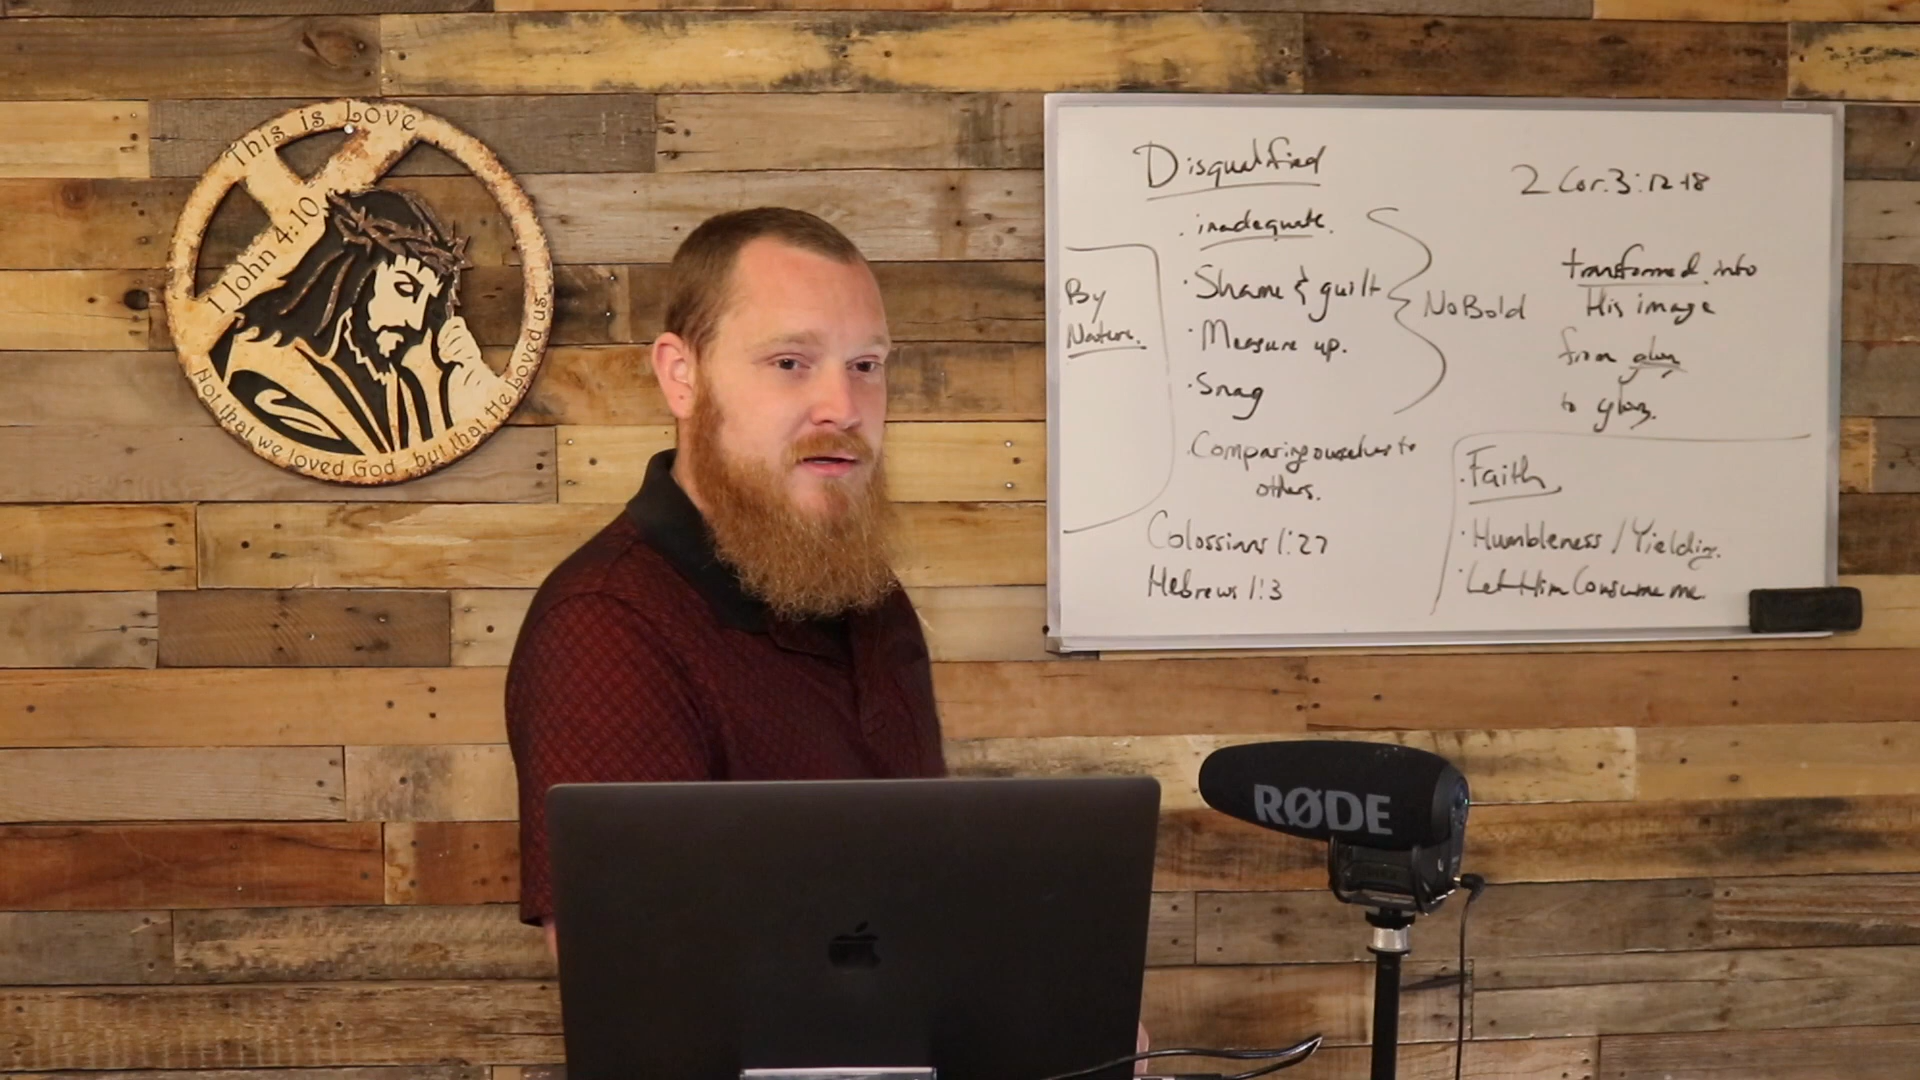 This is Love
1 John 4:10
Not that we loved God, but that He Loved us.
Disqualified
. inadequate.
· Shame & guilt
· Measure up.
· Snag
· Comparing ourselves to
others.
By
Nature.
No Bold
Colossians 1:27
Hebrews 1:3
2 Cor. 3:12-18
transformed into
His image
from glory
to glory.
· Faith
· Humbleness / Yielding.
· Let Him Consume me.
RØDE